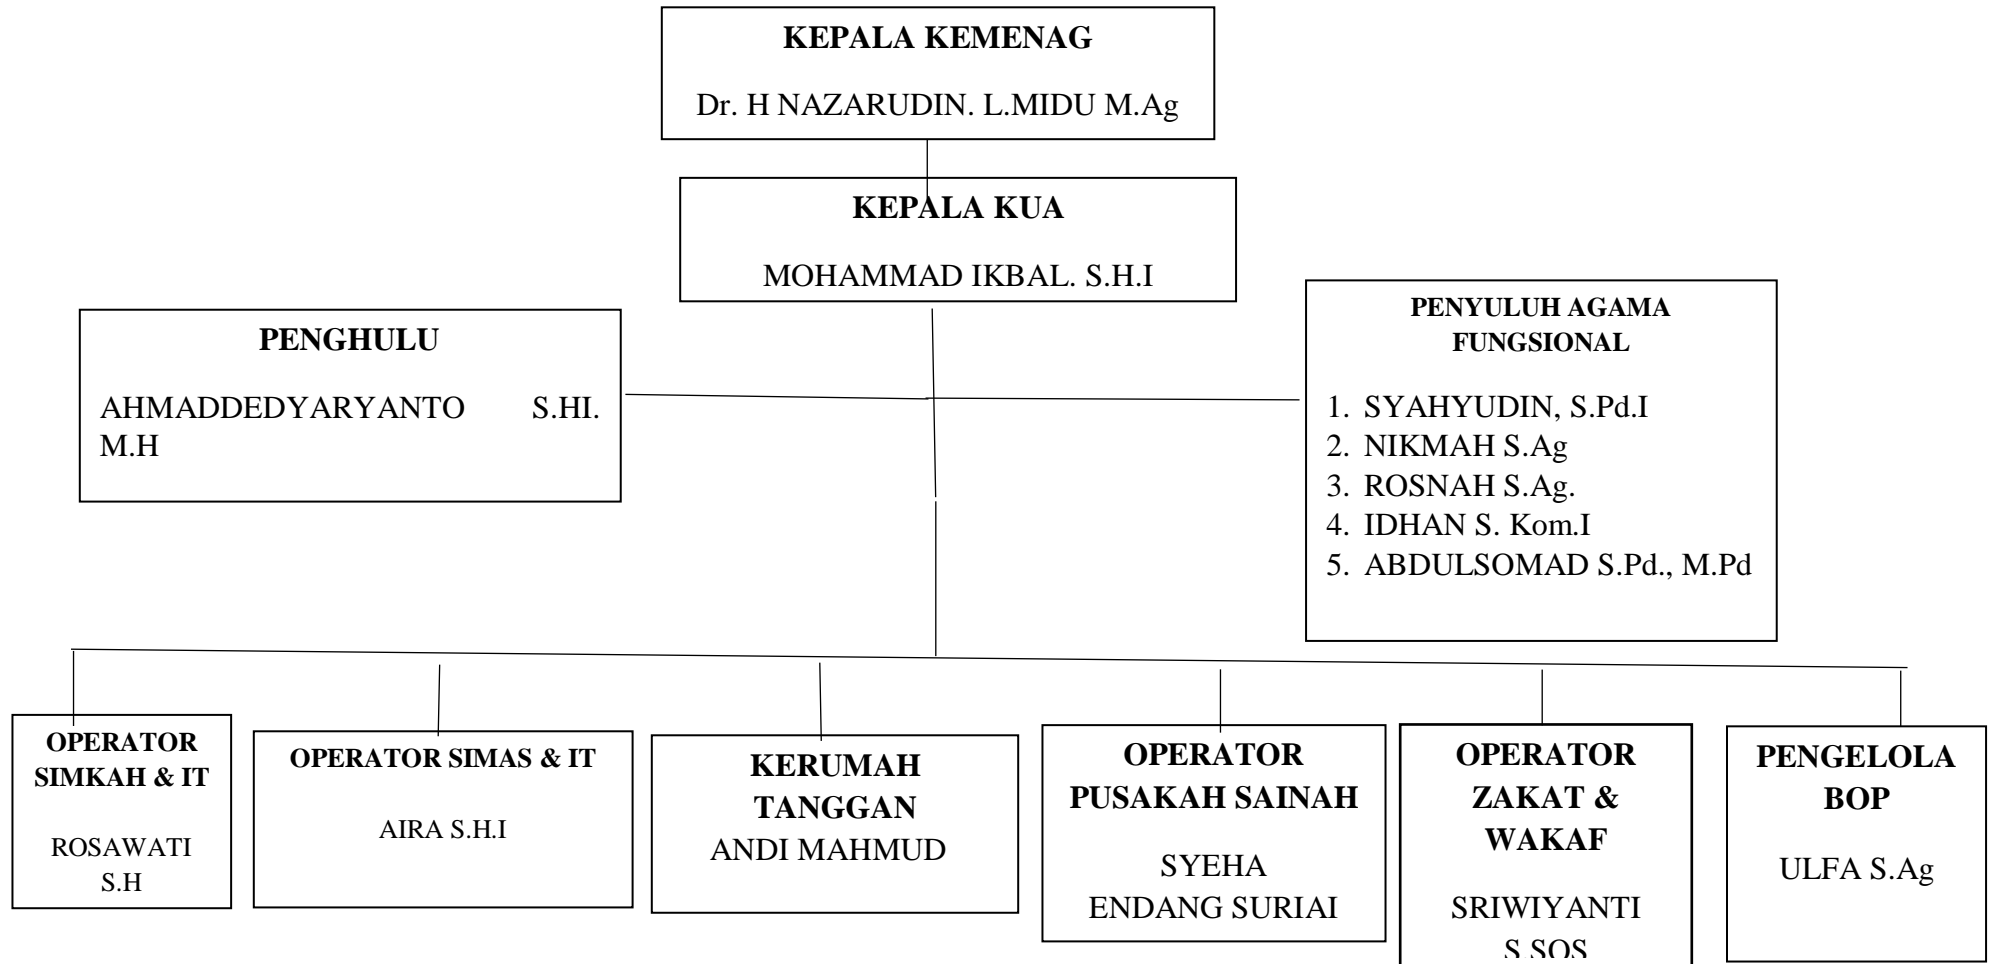 KEPALA KEMENAG
Dr. H NAZARUDIN. L.MIDU M.Ag
KEPALA KUA
MOHAMMAD IKBAL. S.H.I
PENGHULU
AHMADDEDYARYANTO S.HI.
M.H
PENYULUH AGAMA
FUNGSIONAL
1. SYAHYUDIN, S.Pd.I
2. NIKMAH S.Ag
3. ROSNAH S.Ag.
4. IDHAN S. Kom.I
5. ABDULSOMAD S.Pd., M.Pd
OPERATOR
SIMKAH & IT
ROSAWATI
S.H
OPERATOR SIMAS & IT
AIRA S.H.I
KERUMAH
TANGGAN
ANDI MAHMUD
OPERATOR
PUSAKAH SAINAH
SYEHA
ENDANG SURIAI
OPERATOR
ZAKAT &
WAKAF
SRIWIYANTI
S.SOS
PENGELOLA
BOP
ULFA S.Ag